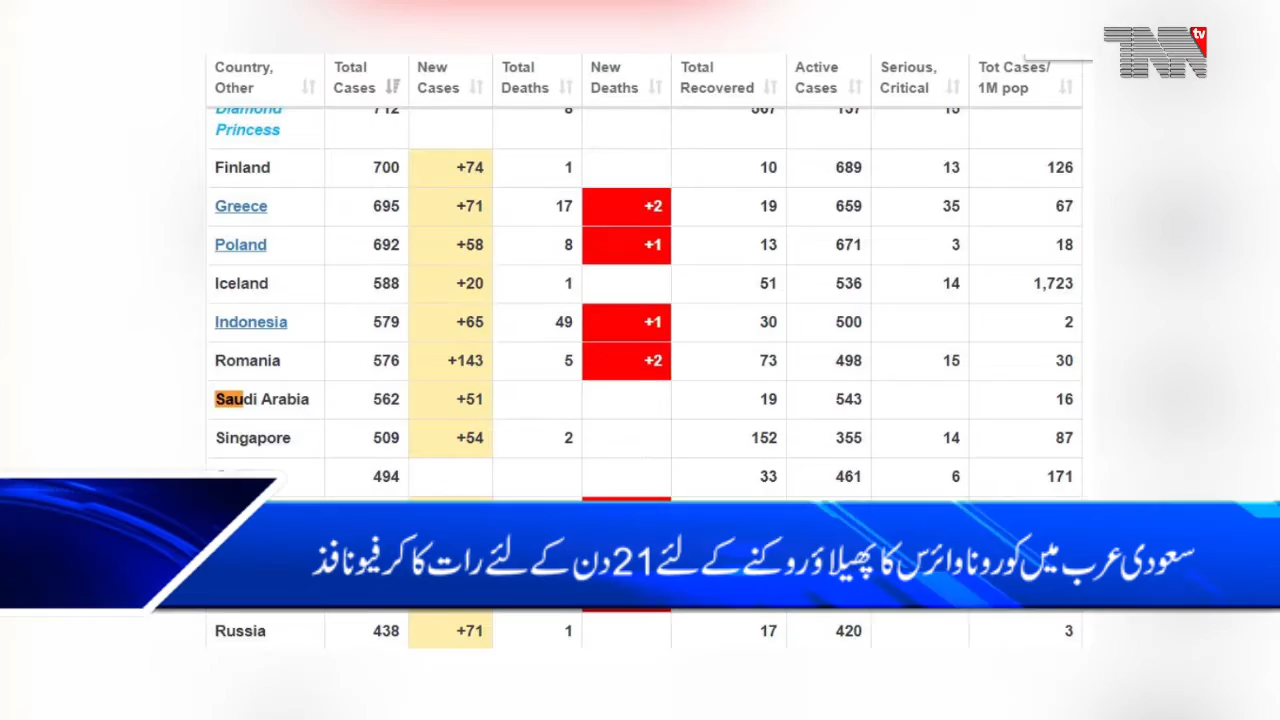 TNN tv
Country, Other Total Cases New Cases Total Deaths New Deaths Total Recovered Active Cases Serious, Critical Tot Cases/ 1M pop
Diamond Princess 712 8 567 137 15
Finland 700 +74 1 10 689 13 126
Greece 695 +71 17 +2 19 659 35 67
Poland 692 +58 8 +1 13 671 3 18
Iceland 588 +20 1 51 536 14 1,723
Indonesia 579 +65 49 +1 30 500 2
Romania 576 +143 5 +2 73 498 15 30
Saudi Arabia 562 +51 19 543 16
Singapore 509 +54 2 152 355 14 87
494 33 461 6 171
سعودی عرب میں کورونا وائرس کا پھیلاؤ روکنے کے لئے 21 دن کے لئے رات کا کرفیو نافذ
Russia 438 +71 1 17 420 3